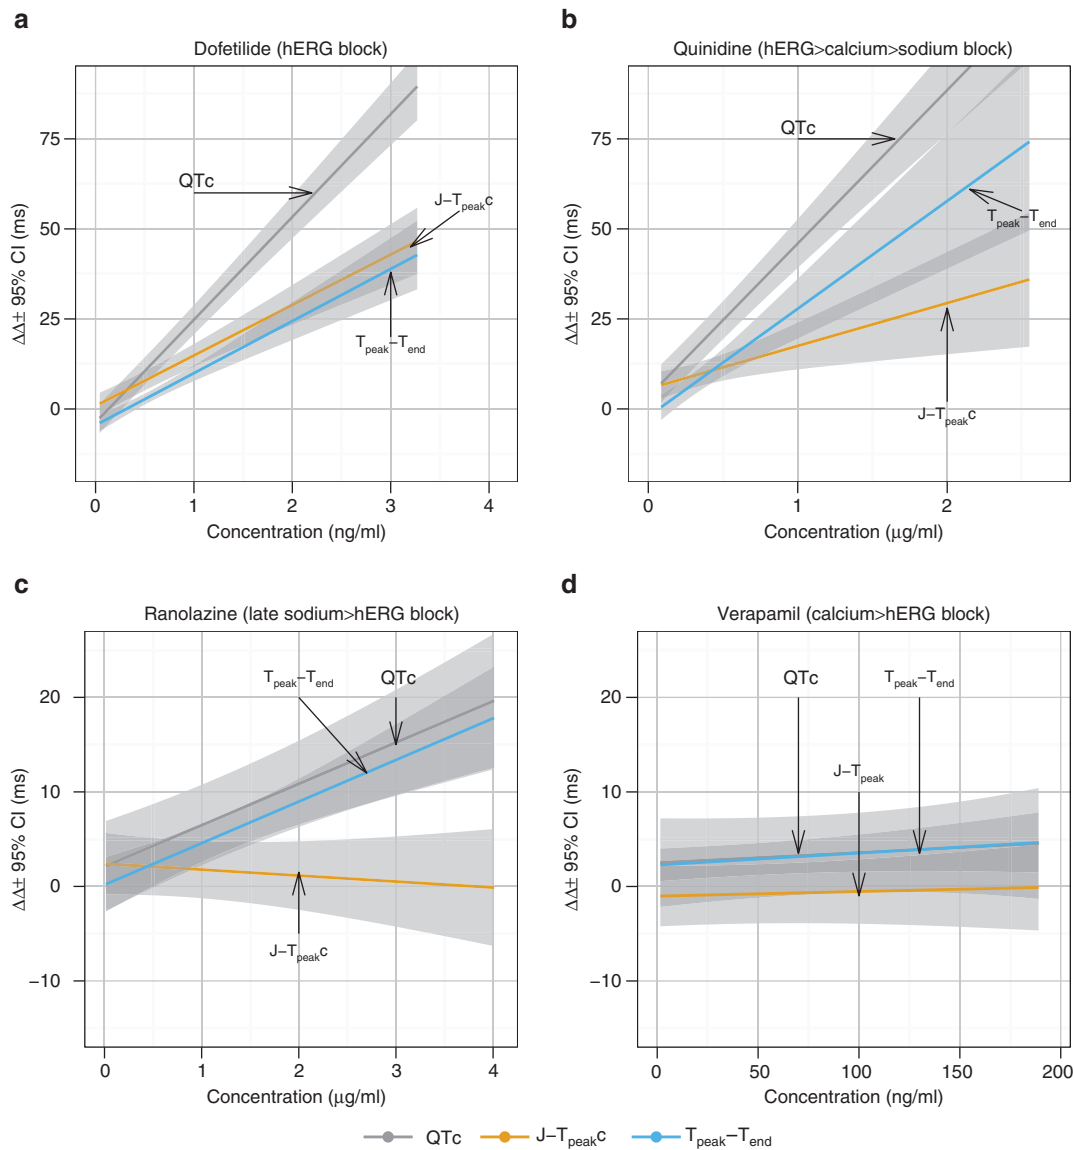 a
Dofetilide (hERG block)
ΔΔ± 95% CI (ms)
75
50
25
0
QTc
J–Tpeakc
Tpeak–Tend
0 1 2 3 4
Concentration (ng/ml)
b
Quinidine (hERG>calcium>sodium block)
ΔΔ± 95% CI (ms)
75
50
25
0
QTc
Tpeak–Tend
J–Tpeakc
0 1 2
Concentration (μg/ml)
c
Ranolazine (late sodium>hERG block)
ΔΔ± 95% CI (ms)
20
10
0
−10
Tpeak–Tend QTc
J–Tpeakc
0 1 2 3 4
Concentration (μg/ml)
d
Verapamil (calcium>hERG block)
ΔΔ± 95% CI (ms)
20
10
0
−10
QTc Tpeak–Tend
J–Tpeak
0 50 100 150 200
Concentration (ng/ml)
QTc J–Tpeakc Tpeak–Tend